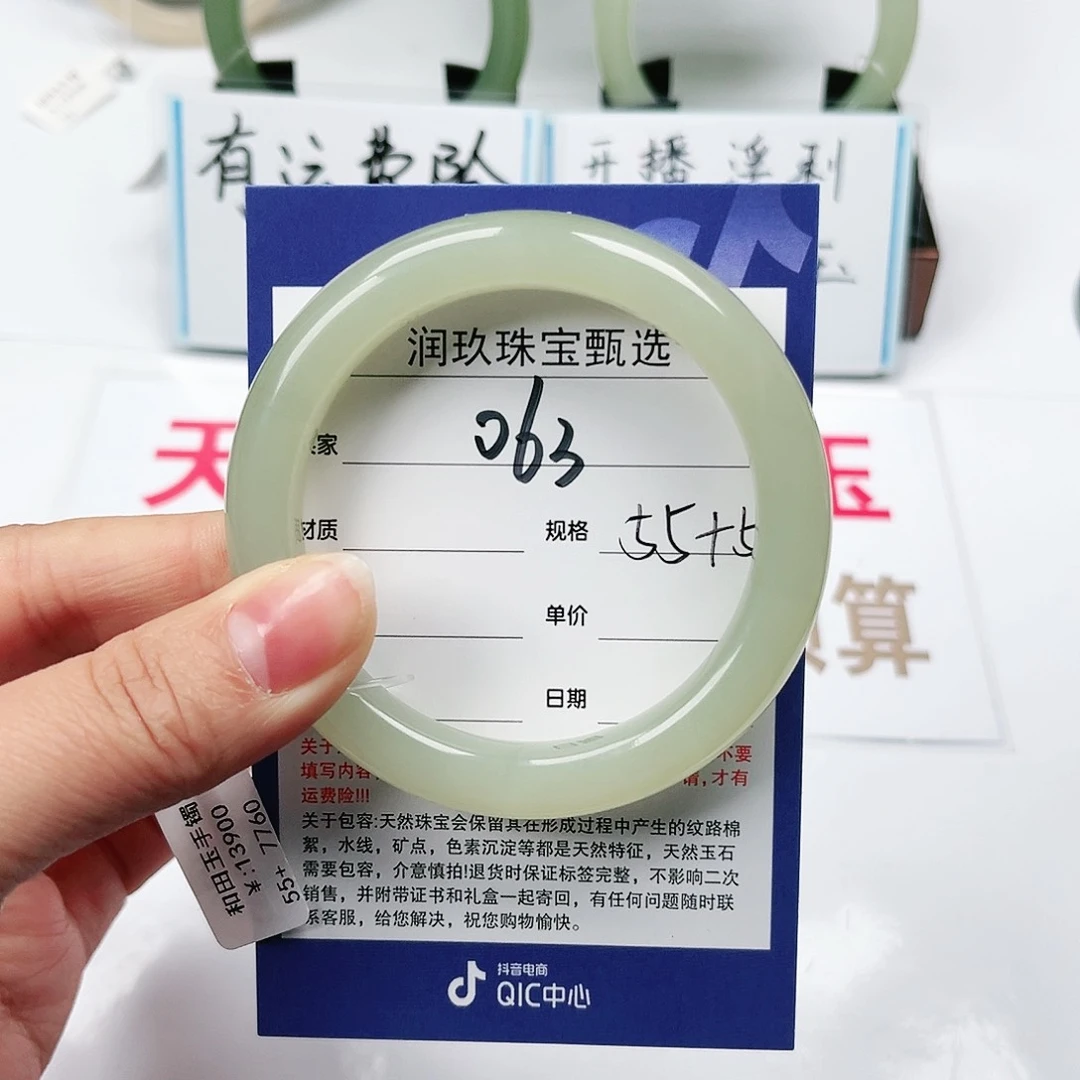 有运费险
开播浮刹
天
玉
算
润玖珠宝甄选
家
063
材质
规格
55+5
单价
日期
关于
不要
填写内容
请,才有
运费险!!!
关于包容:天然珠宝会保留其在形成过程中产生的纹路棉
絮，水线，矿点，色素沉淀等都是天然特征，天然玉石
需要包容，介意慎拍!退货时保证标签完整，不影响二次
销售，并附带证书和礼盒一起寄回，有任何问题随时联
系客服，给您解决，祝您购物愉快。
和田玉手镯
:13900
55+ 7760
抖音电商
QIC中心